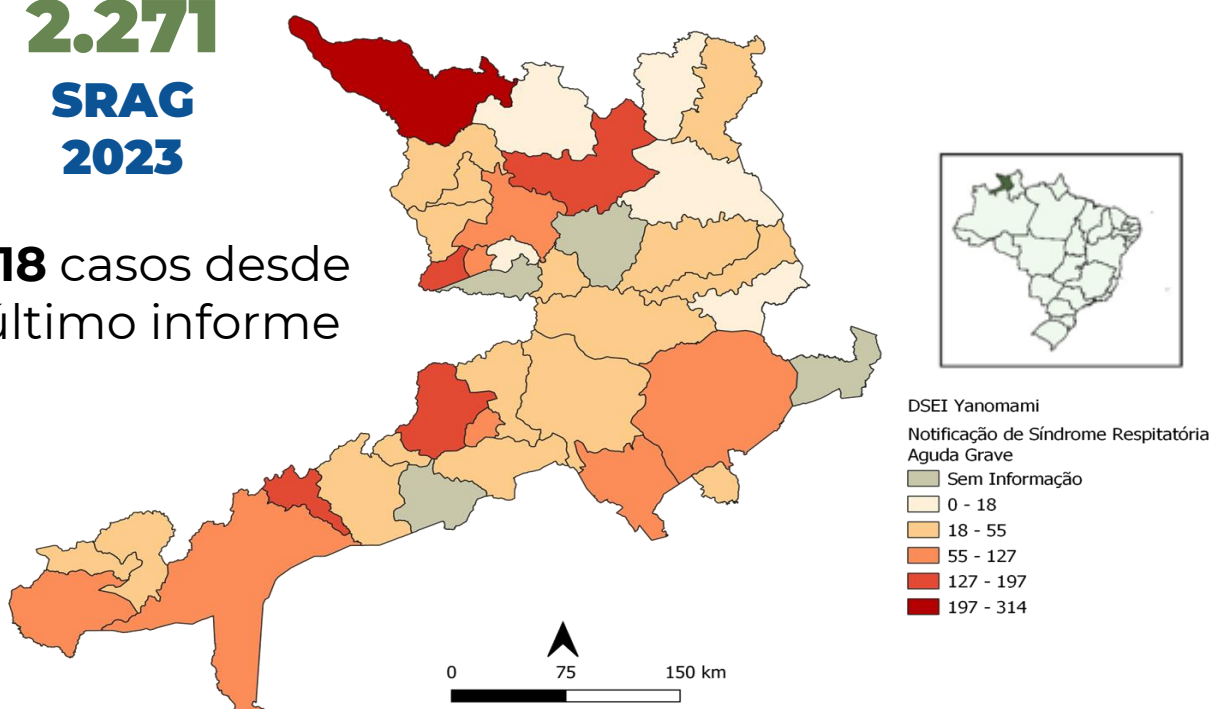 2.271
SRAG
2023
18 casos desde
último informe
DSEI Yanomami
Notificação de Síndrome Respitatória
Aguda Grave
Sem Informação
0 - 18
18 - 55
55 - 127
127 - 197
197 - 314
0 75 150 km